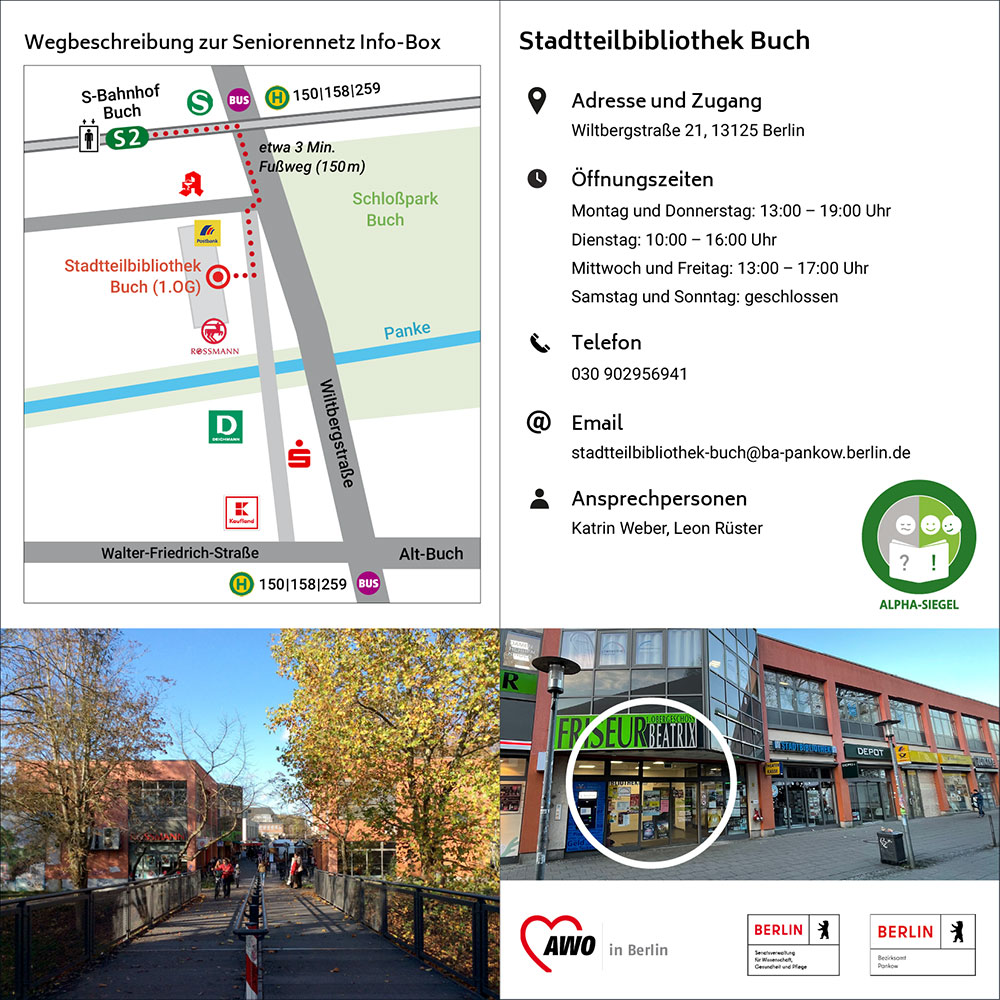 Wegbeschreibung zur Seniorennetz Info-Box
S-Bahnhof
Buch
S2
S
BUS
H
150|158|259
etwa 3 Min.
Fußweg (150 m)
Schloßpark
Buch
Postbank
Stadtteilbibliothek
Buch (1.OG)
ROSSMANN
Panke
D
DEICHMANN
Wiltbergstraße
K
Kaufland
Walter-Friedrich-Straße
Alt-Buch
H
150|158|259
BUS
Stadtteilbibliothek Buch
Adresse und Zugang
Wiltbergstraße 21, 13125 Berlin
Öffnungszeiten
Montag und Donnerstag: 13:00 – 19:00 Uhr
Dienstag: 10:00 – 16:00 Uhr
Mittwoch und Freitag: 13:00 – 17:00 Uhr
Samstag und Sonntag: geschlossen
Telefon
030 902956941
@
Email
stadtteilbibliothek-buch@ba-pankow.berlin.de
Ansprechpersonen
Katrin Weber, Leon Rüster
? !
ALPHA-SIEGEL
R
FRISEUR
1. OBERGESCHOSS
BEATRIX
BIBLIOTHEK
STADTBIBLIOTHEK
DEPOT
AWO
in Berlin
BERLIN
Senatsverwaltung
für Wissenschaft,
Gesundheit und Pflege
BERLIN
Bezirksamt
Pankow